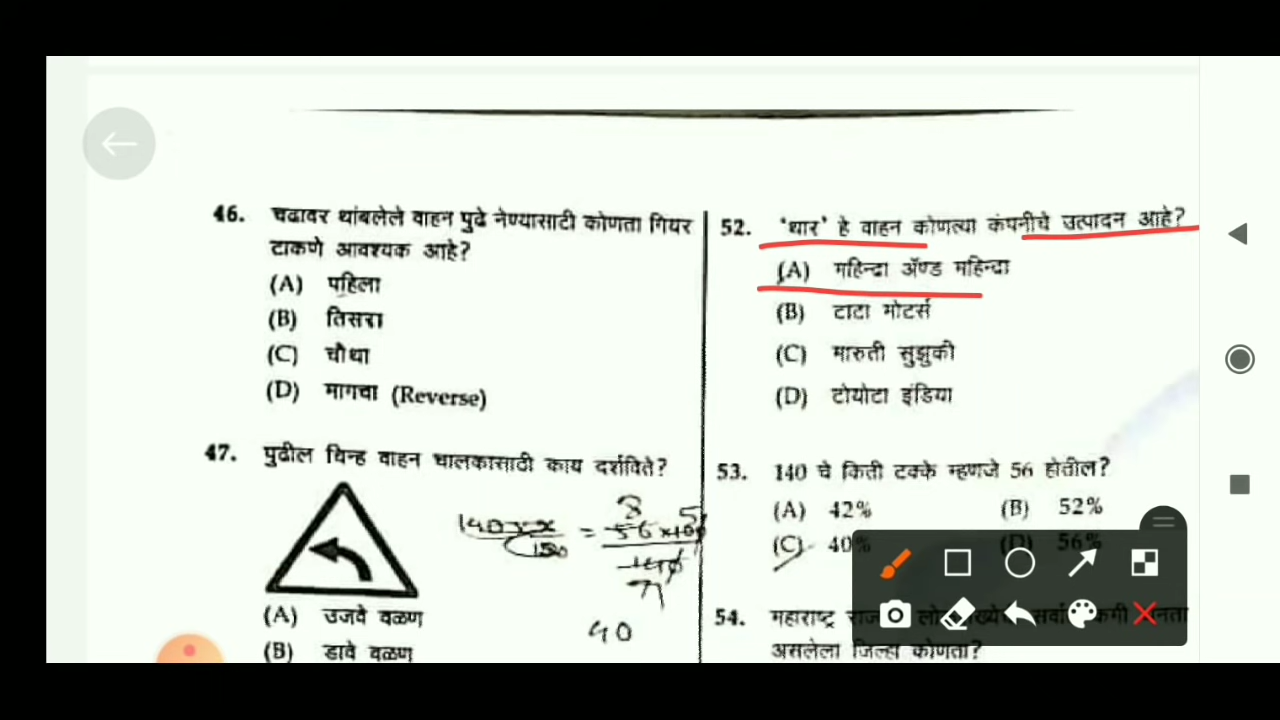 46. चढावर थांबलेले वाहन पुढे नेण्यासाठी कोणता गियर
टाकणे आवश्यक आहे?
(A) पहिला
(B) तिसरा
(C) चौथा
(D) मागचा (Reverse)
47. पुढील चिन्ह वाहन चालकासाठी काय दर्शविते?
(A) उजवे वळण
(B) डावे वळण
40
52. 'थार' हे वाहन कोणत्या कंपनीचे उत्पादन आहे?
(A) महिन्द्रा ॲण्ड महिन्द्रा
(B) टाटा मोटर्स
(C) मारुती सुझुकी
(D) टोयोटा इंडिया
53. 140 चे किती टक्के म्हणजे 56 होतील?
(A) 42% (B) 52%
(C) 40% (D) 56%
54. महाराष्ट्र
असलेला जिल्हा कोणता?